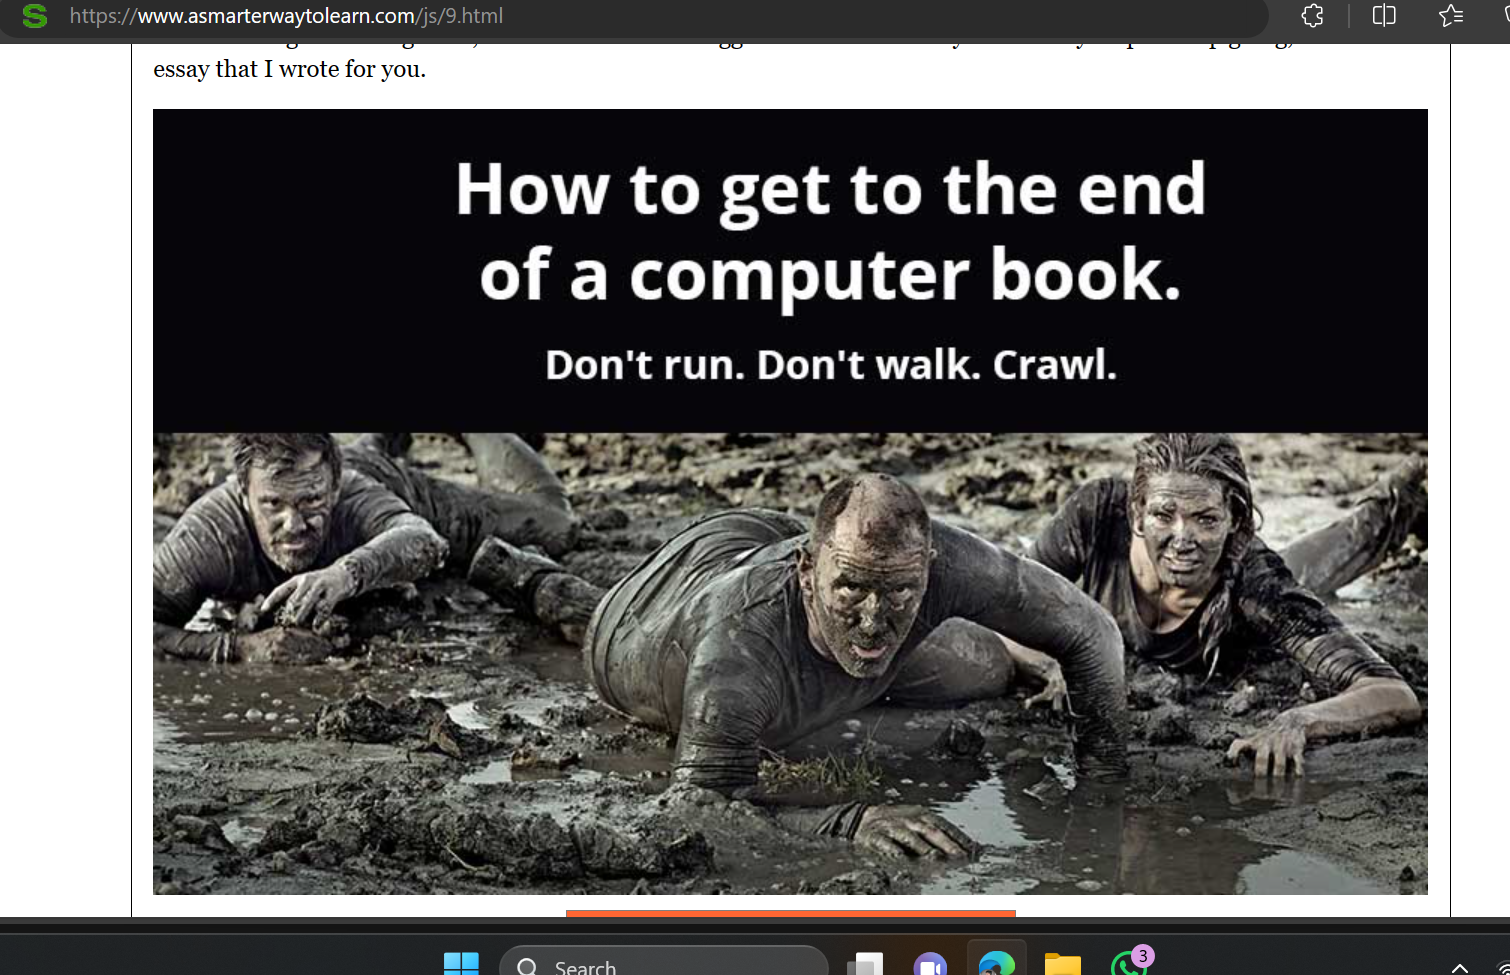 https://www.asmarterwaytolearn.com/js/9.html
essay that I wrote for you.
How to get to the end
of a computer book.
Don't run. Don't walk. Crawl.
Search
3